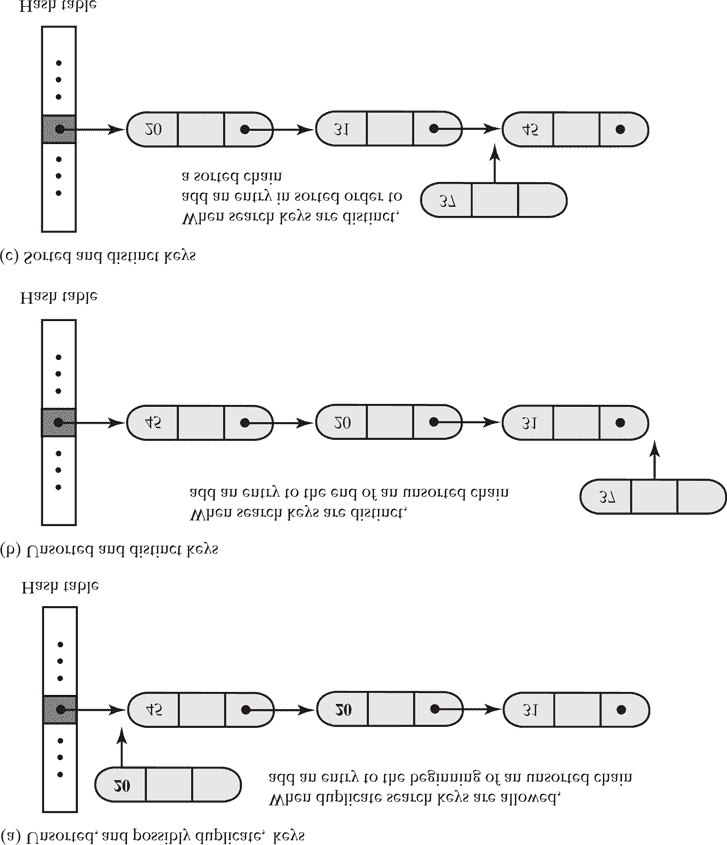 (a) Unsorted, and possibly duplicate, keys
When duplicate search keys are allowed,
add an entry to the beginning of an unsorted chain
20
45
20
31
Hash table
(b) Unsorted and distinct keys
When search keys are distinct,
add an entry to the end of an unsorted chain
37
45
20
31
Hash table
(c) Sorted and distinct keys
When search keys are distinct,
add an entry in sorted order to
a sorted chain
37
20
31
45
Hash table